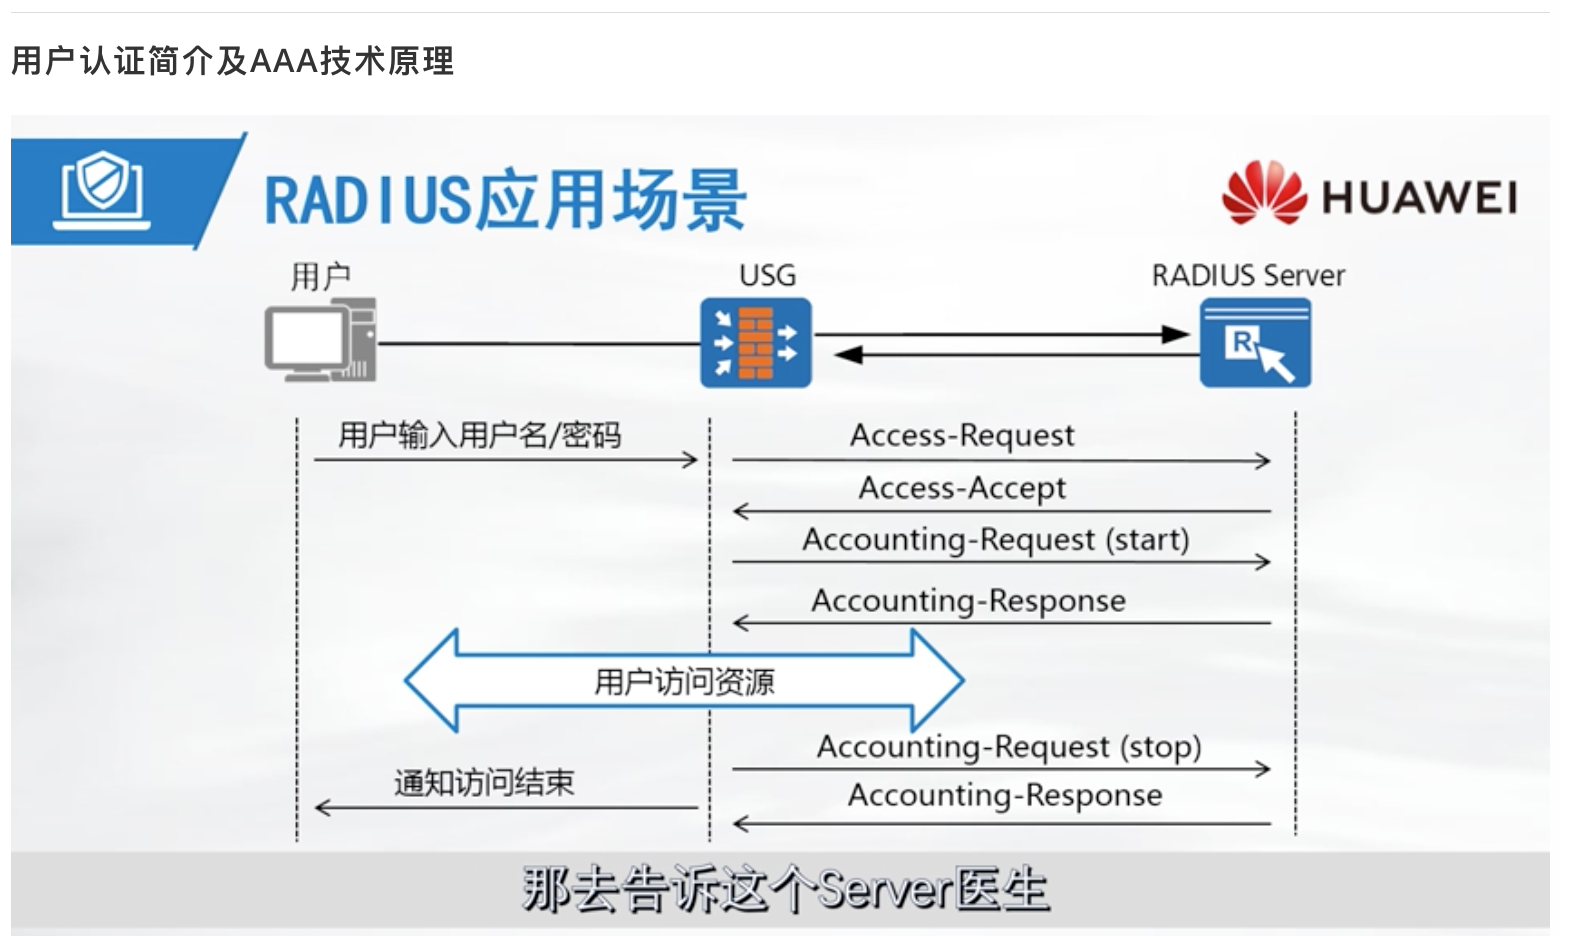 用户认证简介及AAA技术原理
RADIUS应用场景
HUAWEI
用户
USG
RADIUS Server
R
用户输入用户名/密码
Access-Request
Access-Accept
Accounting-Request (start)
Accounting-Response
用户访问资源
Accounting-Request (stop)
通知访问结束
Accounting-Response
那去告诉这个Server医生